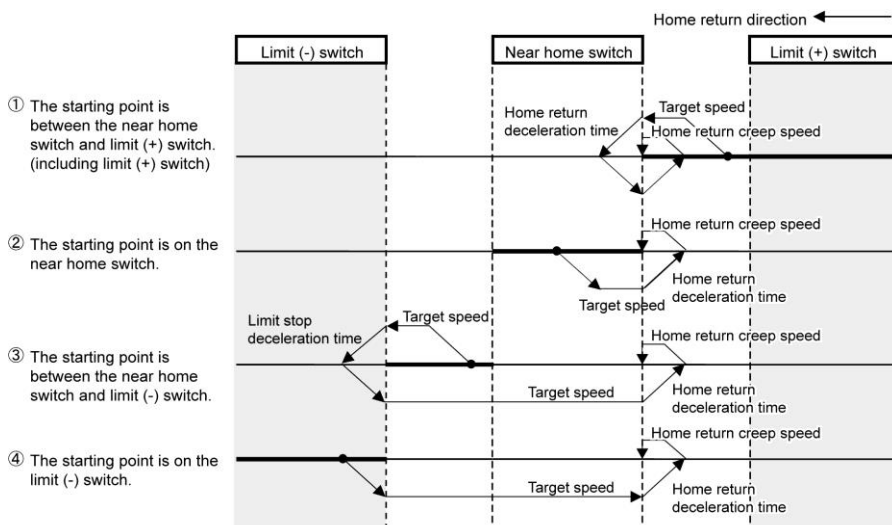 Home return direction
Limit (-) switch
Near home switch
Limit (+) switch
① The starting point is
between the near home
switch and limit (+) switch.
(including limit (+) switch)
Home return
deceleration time
Target speed
Home return creep speed
② The starting point is on the
near home switch.
Home return creep speed
Target speed
Home return
deceleration time
Limit stop
deceleration time
Target speed
③ The starting point is
between the near home
switch and limit (-) switch.
Home return creep speed
Target speed
Home return
deceleration time
④ The starting point is on the
limit (-) switch.
Home return creep speed
Target speed
Home return
deceleration time